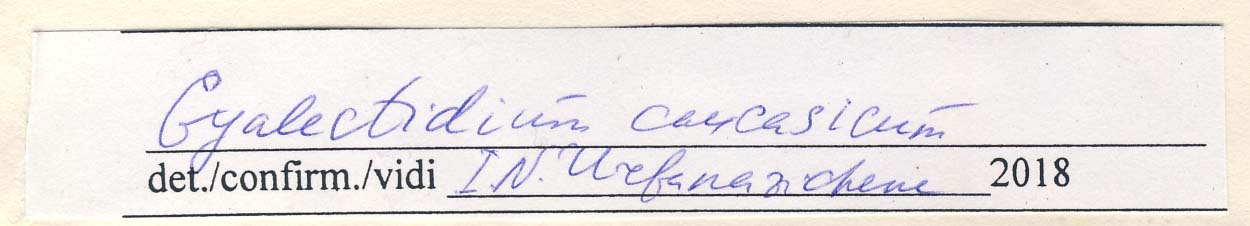 Gyalectidium caucasicum
det./confirm./vidi I.N. Urbanavichene 2018